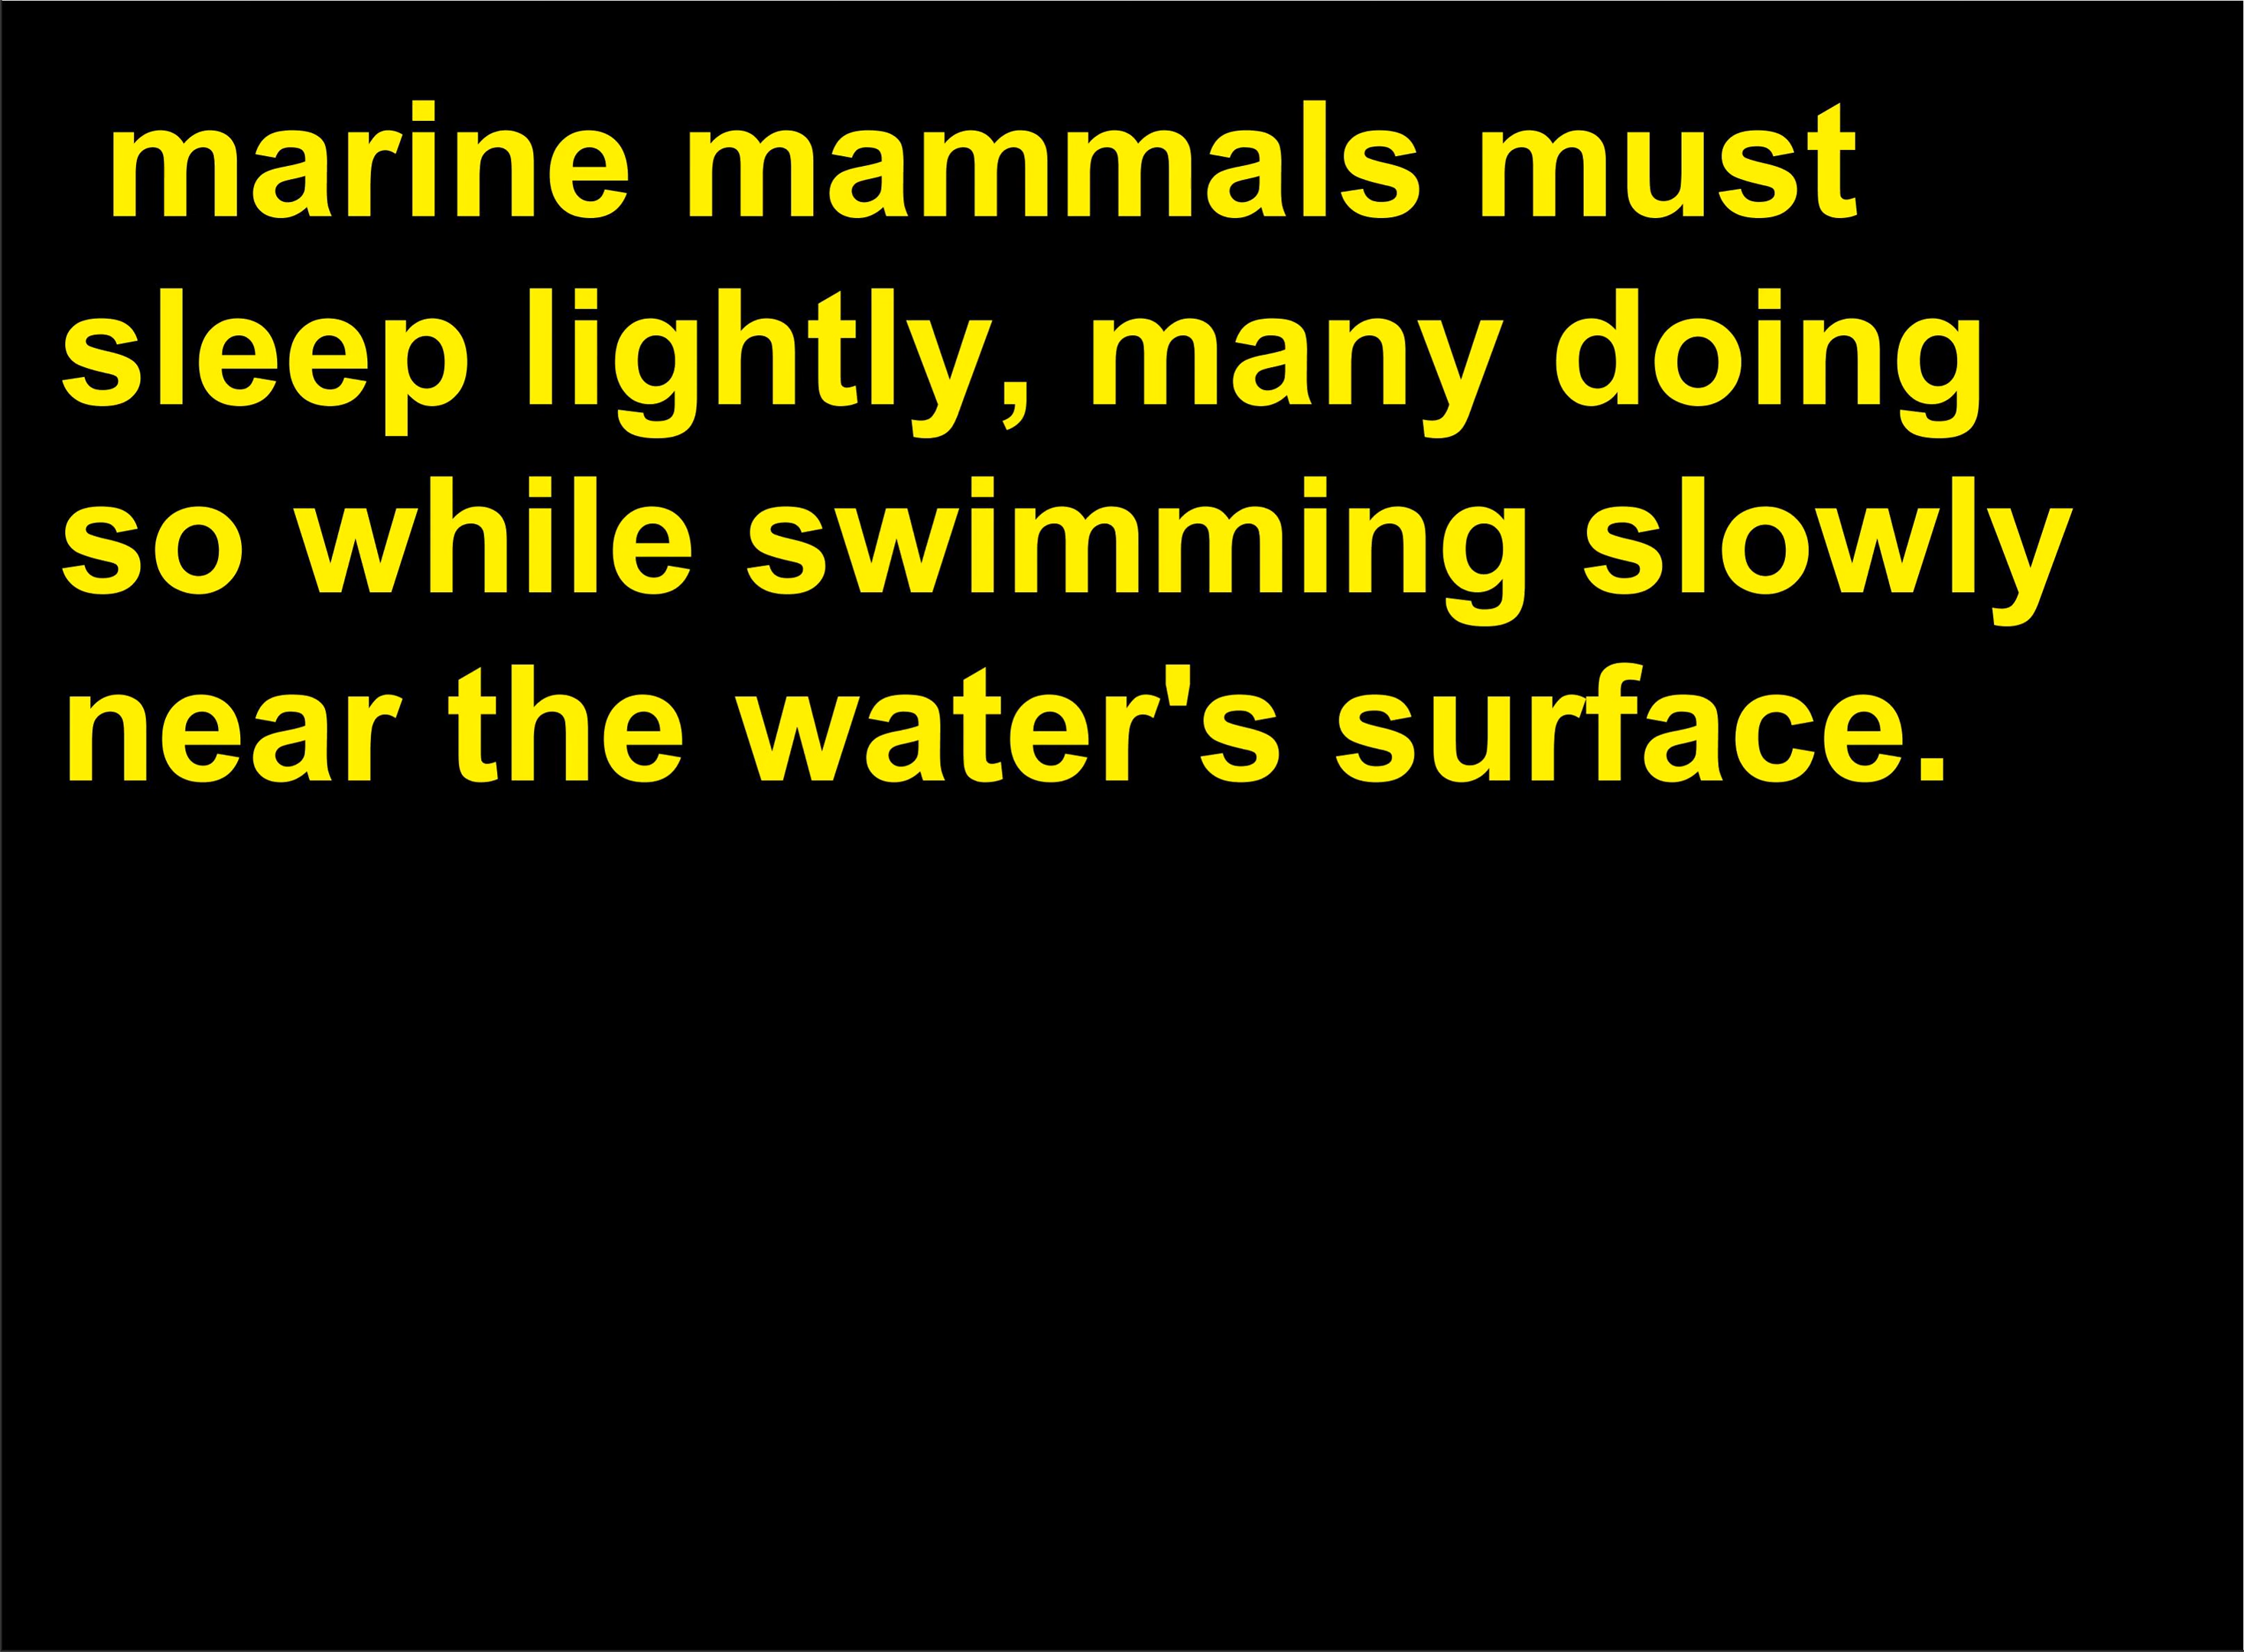 marine mammals must
sleep lightly, many doing
so while swimming slowly
near the water's surface.